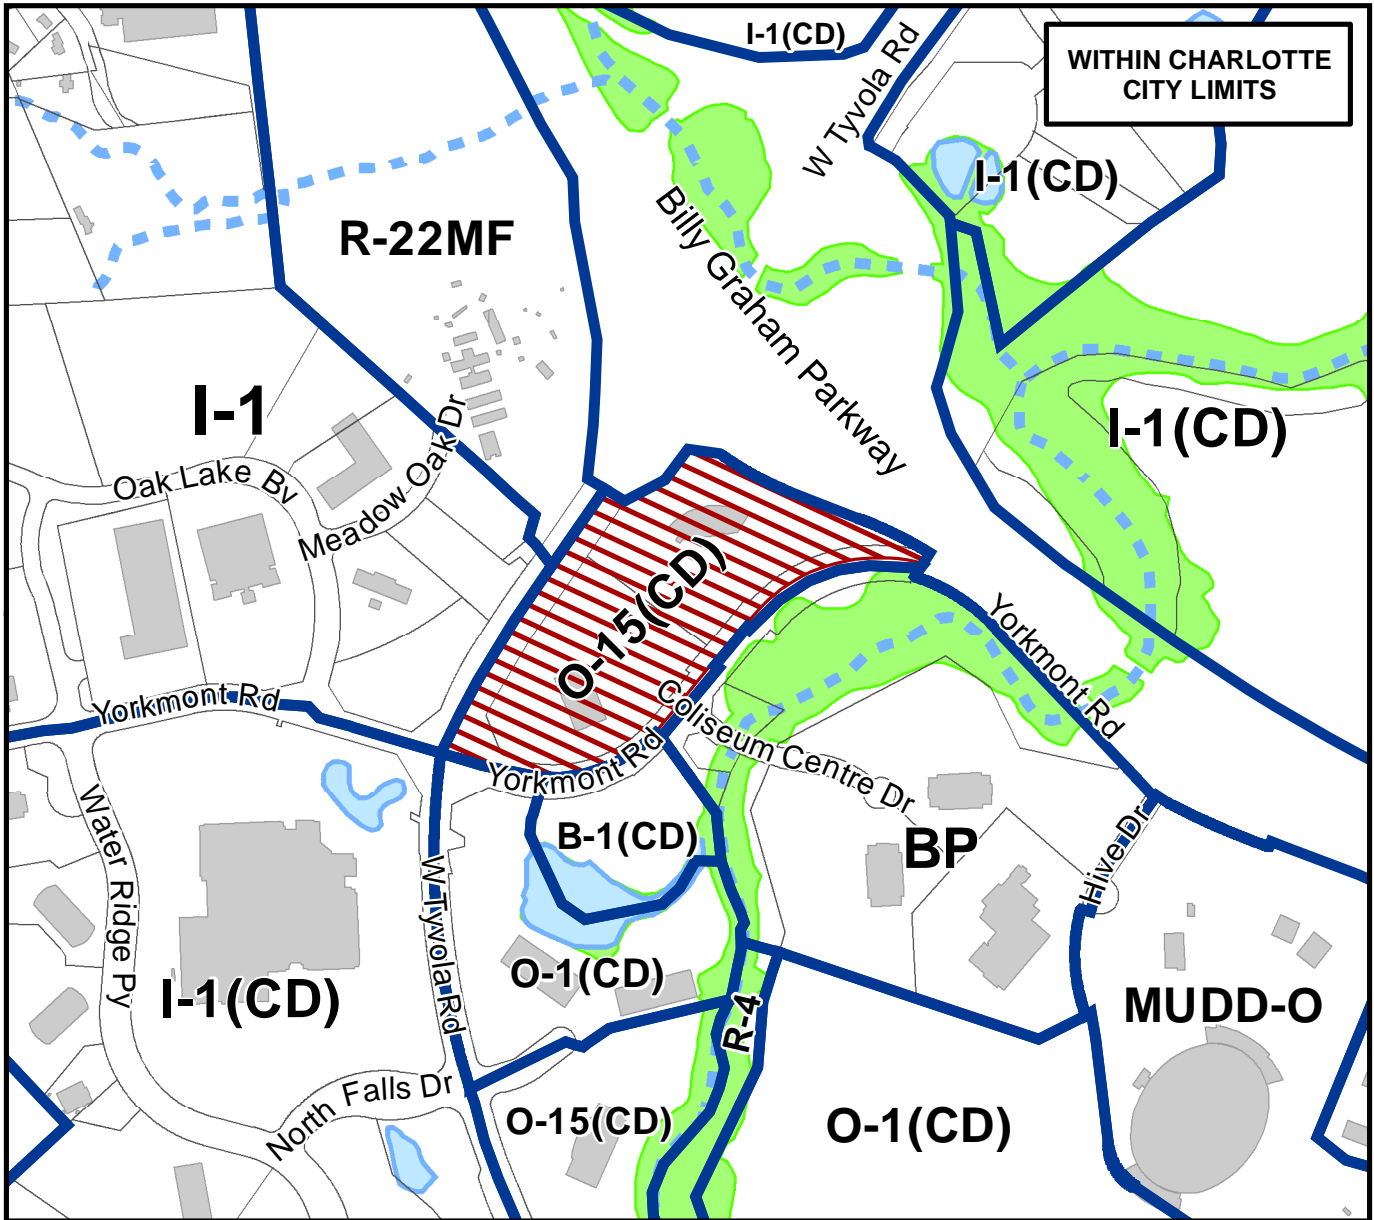 I-1(CD)
W Tyvola Rd
WITHIN CHARLOTTE
CITY LIMITS
I-1(CD)
R-22MF
Billy Graham Parkway
I-1
I-1(CD)
Oak Lake Bv
Meadow Oak Dr
O-15(CD)
Yorkmont Rd
Yorkmont Rd
Coliseum Centre Dr
Yorkmont Rd
Water Ridge Py
B-1(CD)
BP
Hive Dr
W Tyvola Rd
I-1(CD)
O-1(CD)
R-4
MUDD-O
North Falls Dr
O-15(CD)
O-1(CD)